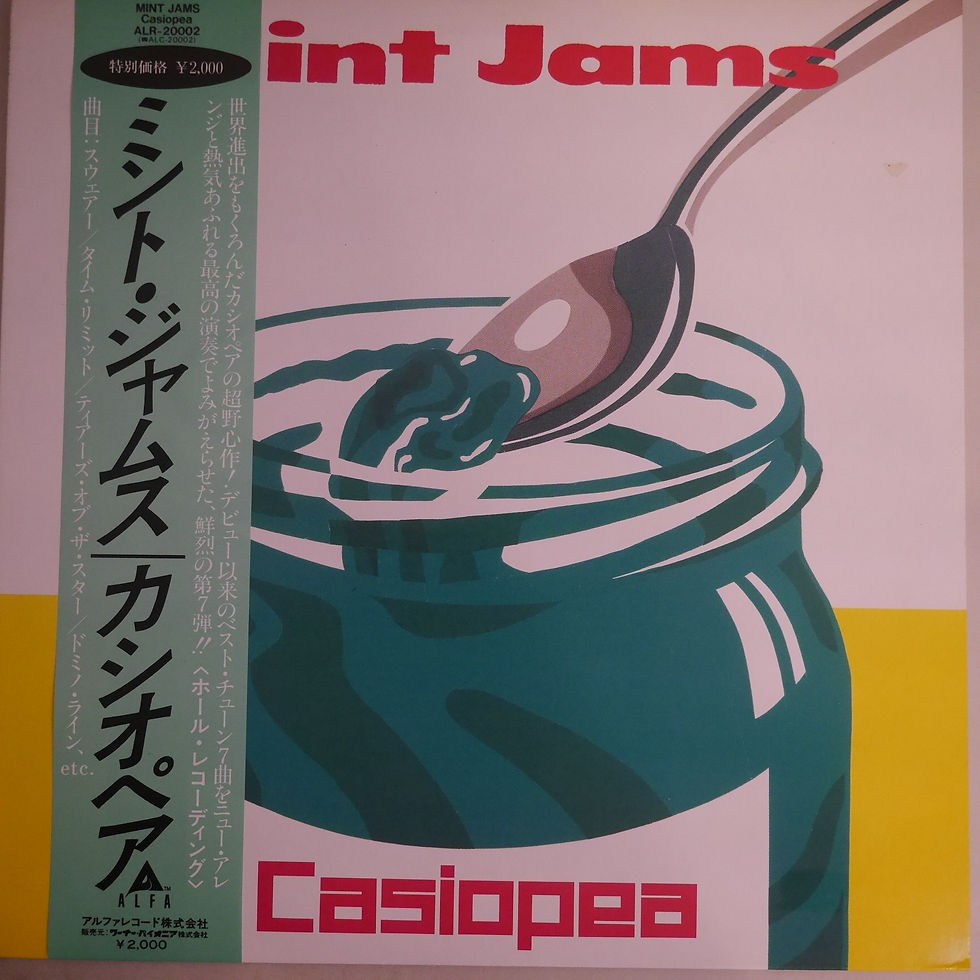 MINT JAMS
Casiopea
ALR-20002
(㊋ALC-20002)
特別価格 ¥2,000
int Jams
世界進出をもくろんだカシオペアの超野心作！デビュー以来のベスト・チューン7曲をニュー・アレ
ンジと熱気あふれる最高の演奏でよみがえらせた、鮮烈の第7弾!!〈ホール・レコーディング〉
ミント・ジャムス|カシオペア
曲目：スウェアー/タイム・リミット/ティアーズ・オブ・ザ・スター/ドミノ・ライン、
etc.
ALFA™
アルファレコード株式会社
販売元：ワーナー・パイオニア株式会社
¥2,000
Casiopea